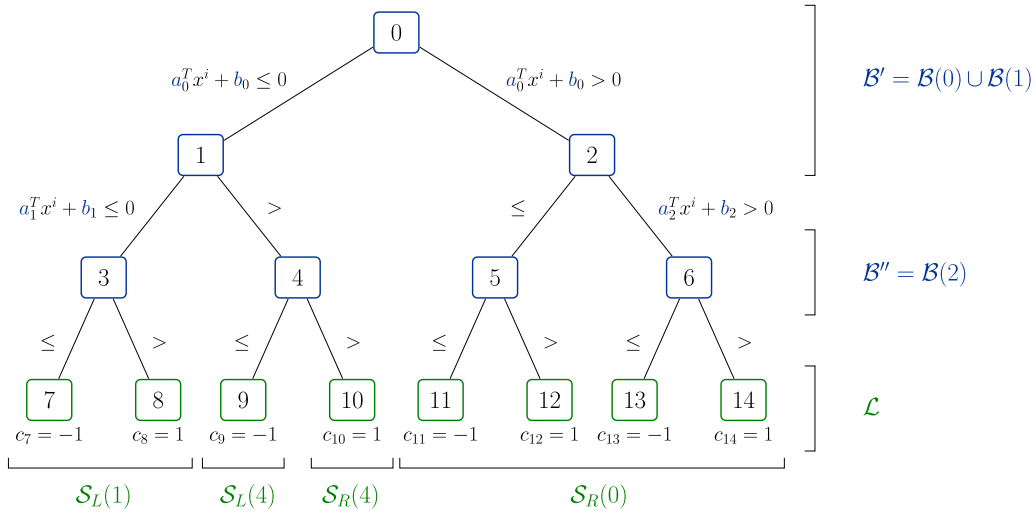 0
a_0^T x^i + b_0 ≤ 0
a_0^T x^i + b_0 > 0
ℬ′ = ℬ(0) ∪ ℬ(1)
1
2
a_1^T x^i + b_1 ≤ 0
>
≤
a_2^T x^i + b_2 > 0
3
4
5
6
ℬ″ = ℬ(2)
≤ > ≤ > ≤ > ≤ >
7 8 9 10 11 12 13 14
ℒ
c_7 = −1 c_8 = 1 c_9 = −1 c_10 = 1 c_11 = −1 c_12 = 1 c_13 = −1 c_14 = 1
𝒮_L(1) 𝒮_L(4) 𝒮_R(4) 𝒮_R(0)